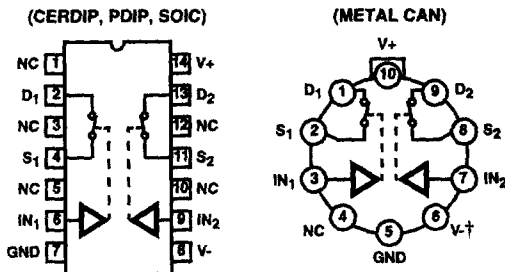 (CERDIP, PDIP, SOIC)
NC 1
14 V+
D1 2
13 D2
NC 3
12 NC
S1 4
11 S2
NC 5
10 NC
IN1 6
9 IN2
GND 7
8 V-
(METAL CAN)
V+
10
D1 1
9 D2
S1 2
8 S2
IN1 3
7 IN2
NC 4
6 V-†
5
GND